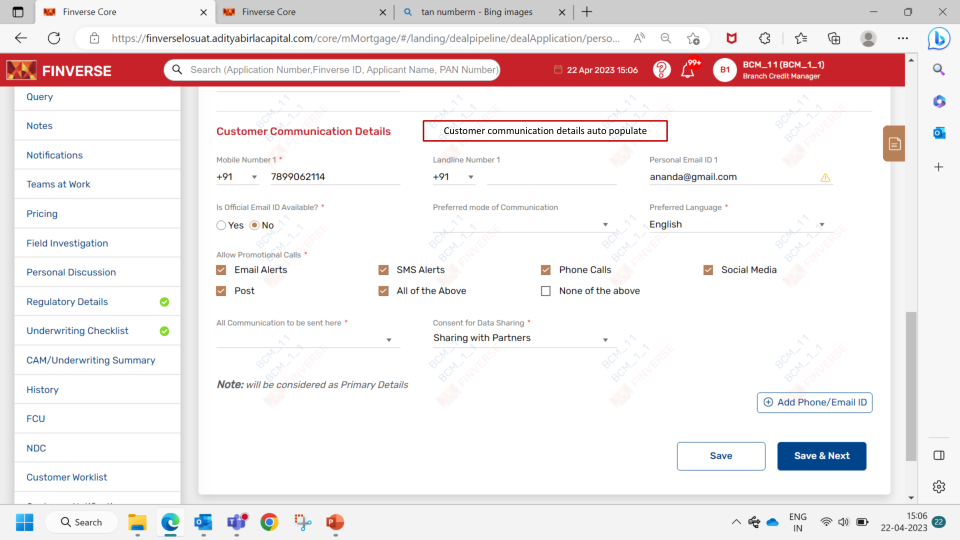 Finverse Core
Finverse Core
tan numberm - Bing images
https://finverselosuat.adityabirlacapital.com/core/mMortgage/#/landing/dealpipeline/dealApplication/perso...
FINVERSE
Search (Application Number,Finverse ID, Applicant Name, PAN Number)
22 Apr 2023 15:06
99+
B1
BCM_1 1 (BCM_1_1)
Branch Credit Manager
Query
Notes
Notifications
Teams at Work
Pricing
Field Investigation
Personal Discussion
Regulatory Details
Underwriting Checklist
CAM/Underwriting Summary
History
FCU
NDC
Customer Worklist
Customer Communication Details
Customer communication details auto populate
Mobile Number 1 *
Landline Number 1
Personal Email ID 1
+91 7899062114
+91
ananda@gmail.com
Is Official Email ID Available? *
Preferred mode of Communication
Preferred Language *
Yes No
English
Allow Promotional Calls *
Email Alerts
SMS Alerts
Phone Calls
Social Media
Post
All of the Above
None of the above
All Communication to be sent here *
Consent for Data Sharing *
Sharing with Partners
Note: will be considered as Primary Details
Add Phone/Email ID
Save
Save & Next
BCM_1 1
BCM_1_1
FINVERSE
Search
ENG
IN
15:06
22-04-2023
22